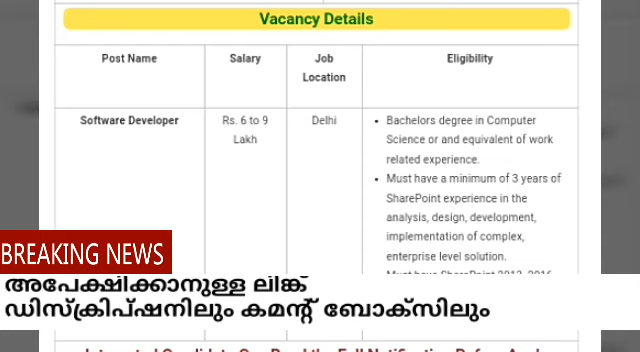 Vacancy Details
Post Name Salary Job Location Eligibility
Software Developer Rs. 6 to 9 Lakh Delhi
• Bachelors degree in Computer
Science or and equivalent of work
related experience.
• Must have a minimum of 3 years of
SharePoint experience in the
analysis, design, development,
implementation of complex,
enterprise level solution.
BREAKING NEWS
അപേക്ഷിക്കാനുള്ള ലിങ്ക്
ഡിസ്ക്രിപ്ഷനിലും കമന്റ് ബോക്സിലും